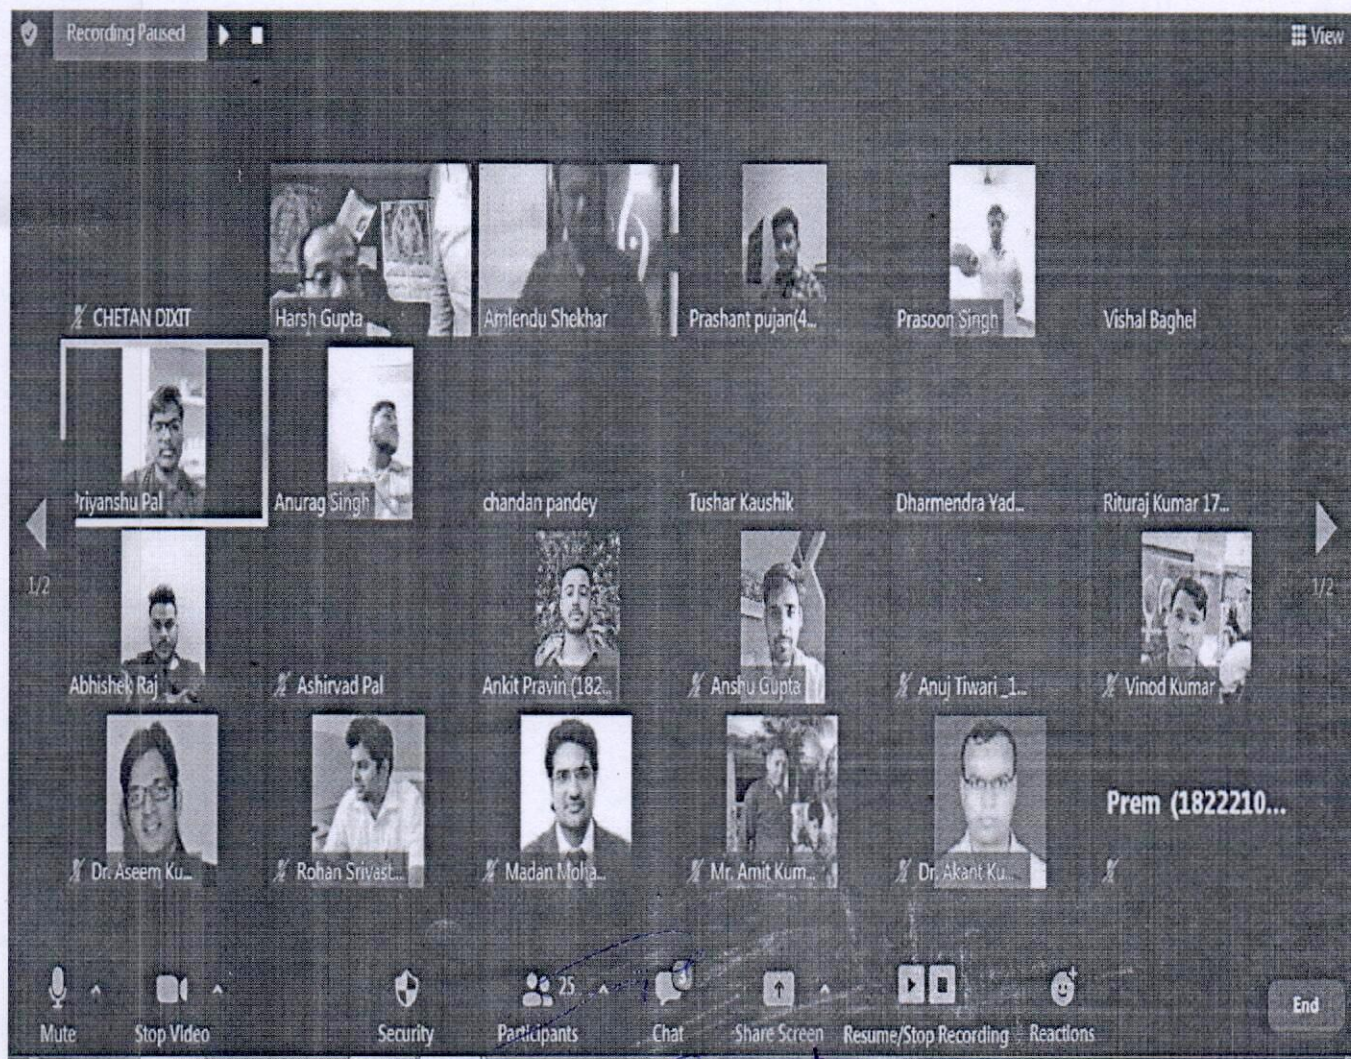 Recording Paused
View
CHETAN DIXIT
Harsh Gupta
Amlendu Shekhar
Prashant pujan(4...
Prasoon Singh
Vishal Baghel
Priyanshu Pal
Anurag Singh
chandan pandey
Tushar Kaushik
Dharmendra Yad...
Rituraj Kumar 17...
1/2
1/2
Abhishek Raj
Ashirvad Pal
Ankit Pravin (182...
Anshu Gupta
Anuj Tiwari _1...
Vinod Kumar
Dr. Aseem Ku...
Rohan Srivast...
Madan Moha...
Mr. Amit Kum...
Dr. Akant Ku...
Prem (1822210...
25
3
Mute
Stop Video
Security
Participants
Chat
Share Screen
Resume/Stop Recording
Reactions
End